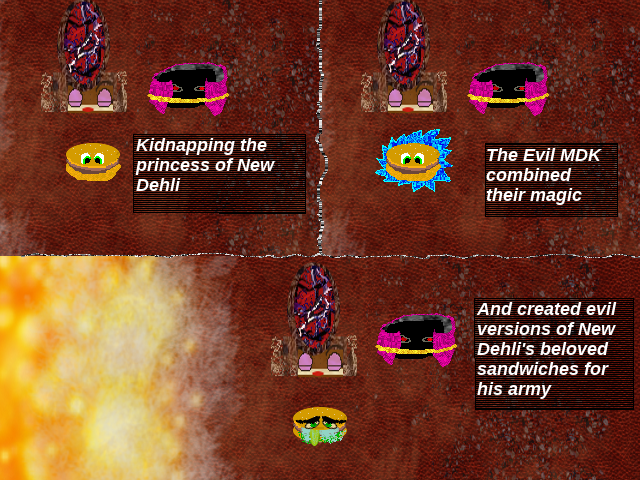 Kidnapping the
princess of New
Dehli
The Evil MDK
combined
their magic
And created evil
versions of New
Dehli's beloved
sandwiches for
his army